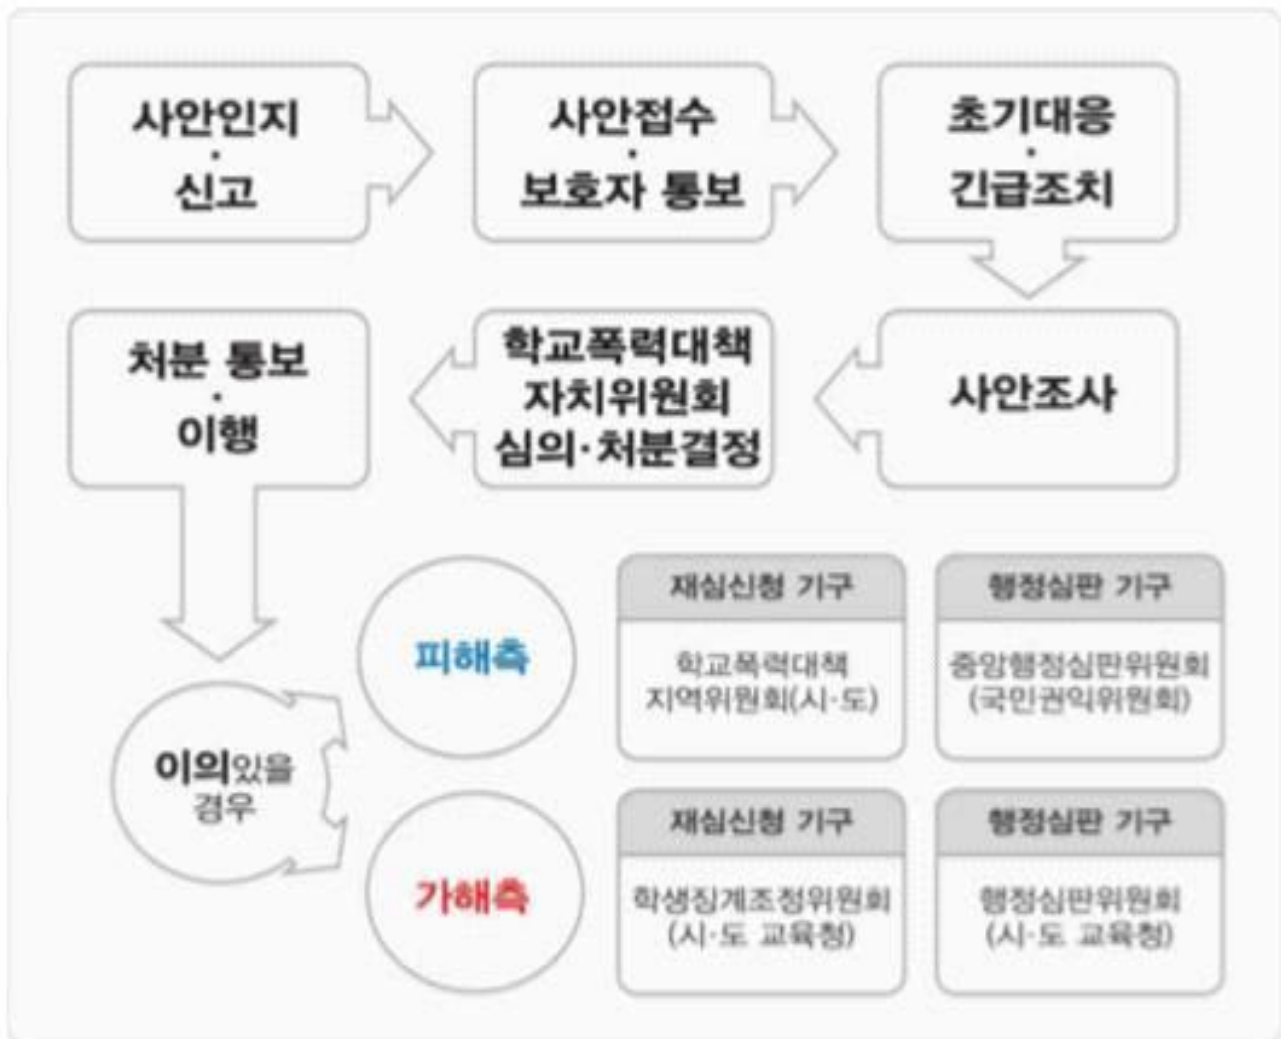 사안인지
·
신고
사안접수
·
보호자 통보
초기대응
·
긴급조치
사안조사
학교폭력대책
자치위원회
심의·처분결정
처분 통보
·
이행
이의있을
경우
피해측
재심신청 기구
학교폭력대책
지역위원회(시·도)
행정심판 기구
중앙행정심판위원회
(국민권익위원회)
가해측
재심신청 기구
학생징계조정위원회
(시·도 교육청)
행정심판 기구
행정심판위원회
(시·도 교육청)